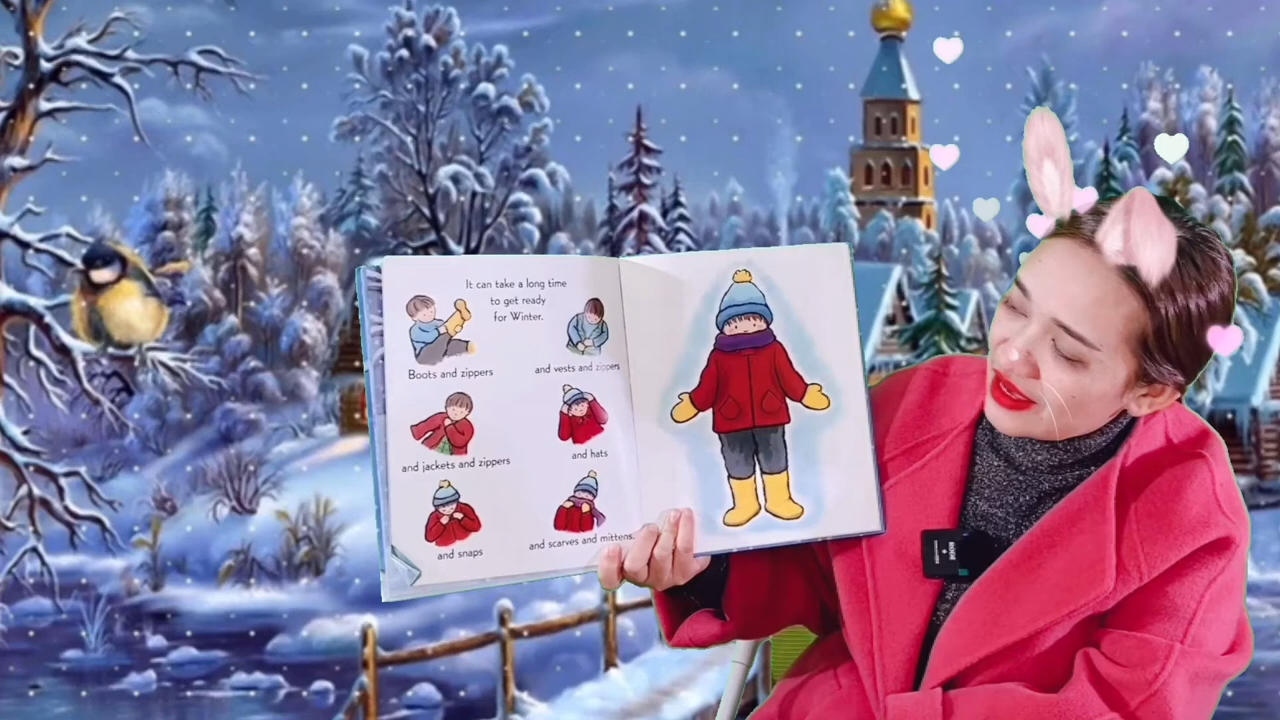 It can take a long time
to get ready
for Winter.
Boots and zippers
and vests and zippers
and jackets and zippers
and hats
and snaps
and scarves and mittens.
RODE